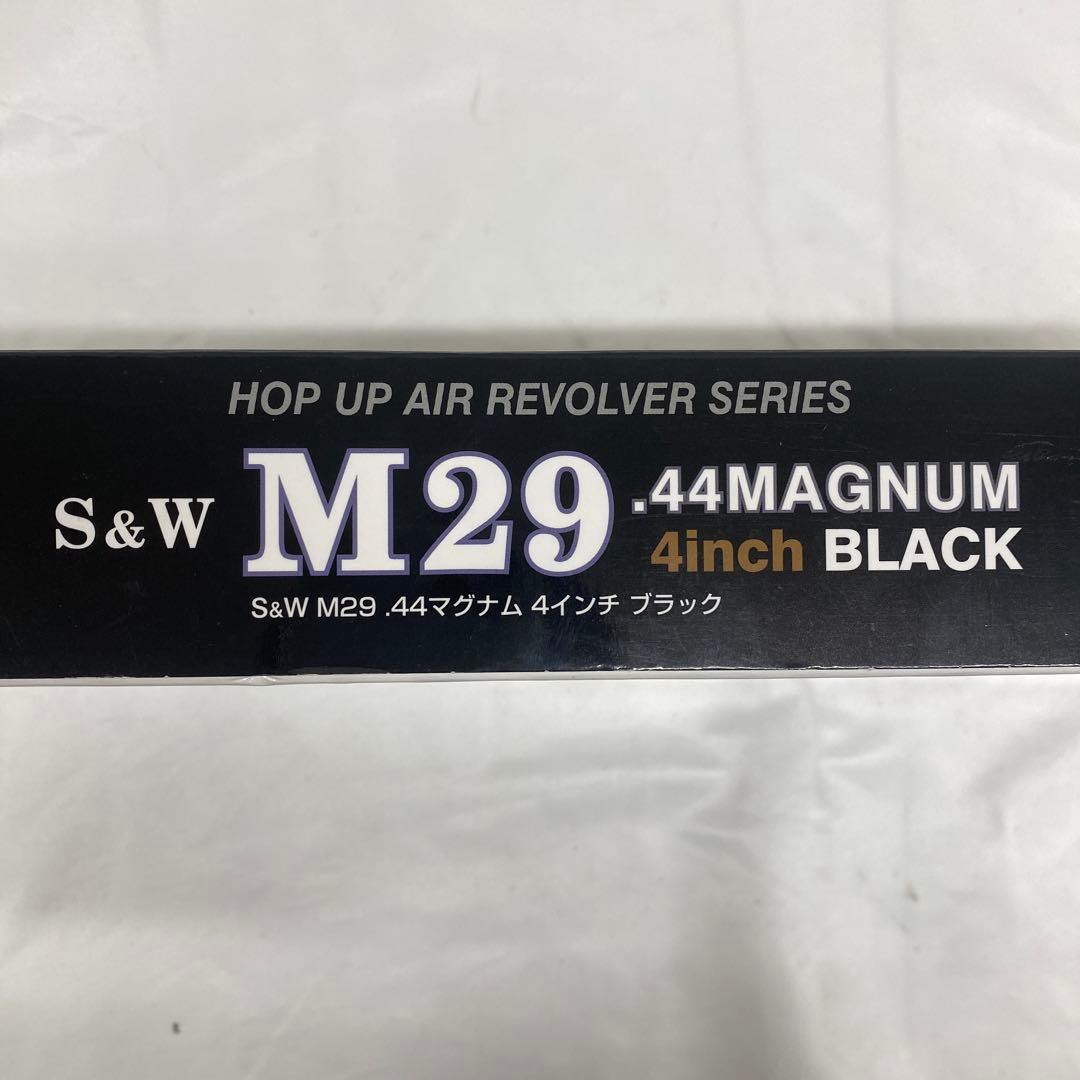 HOP UP AIR REVOLVER SERIES
S&W M29 .44MAGNUM
4inch BLACK
S&W M29 .44マグナム 4インチ ブラック